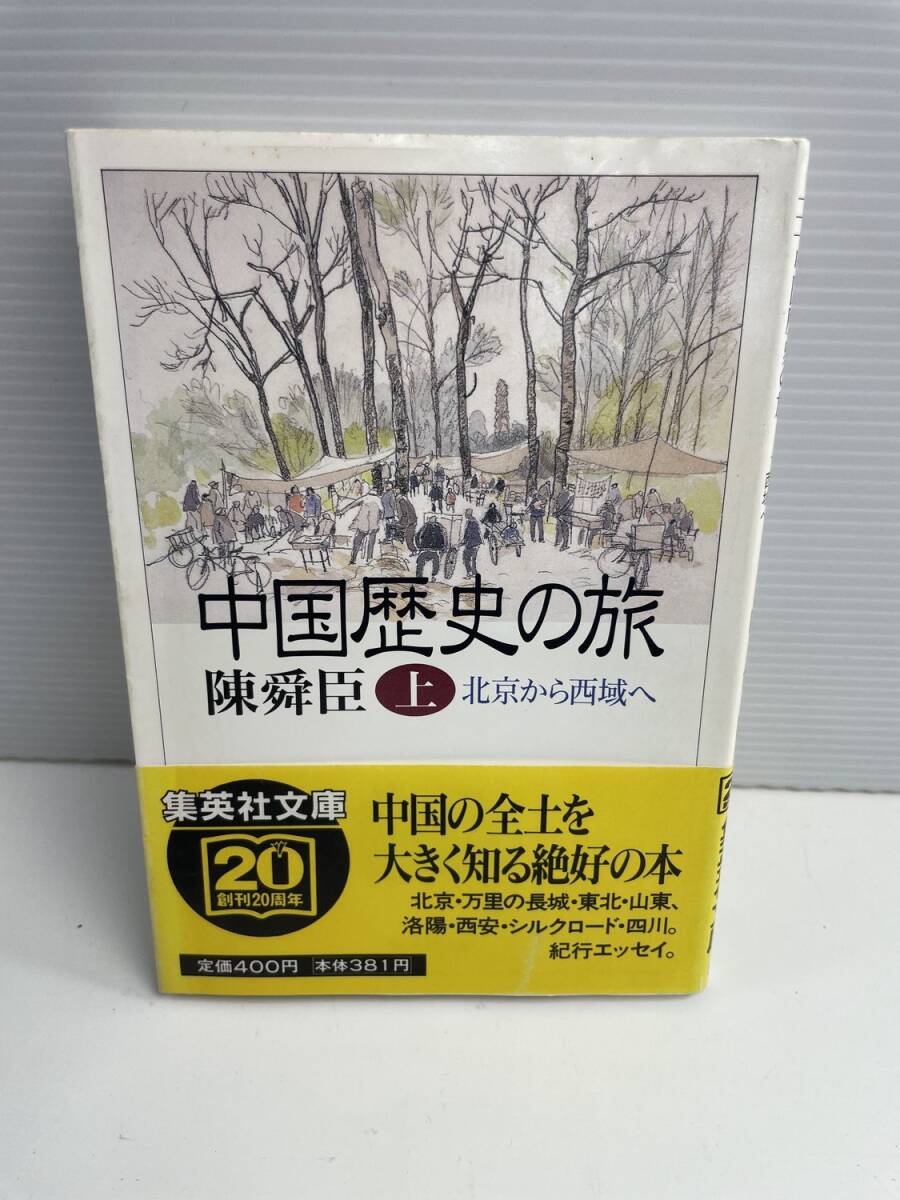 中国歴史の旅
陳舜臣 上 北京から西域へ
集英社文庫
20
創刊20周年
中国の全土を
大きく知る絶好の本
北京・万里の長城・東北・山東、
洛陽・西安・シルクロード・四川。
紀行エッセイ。
定価400円 本体381円